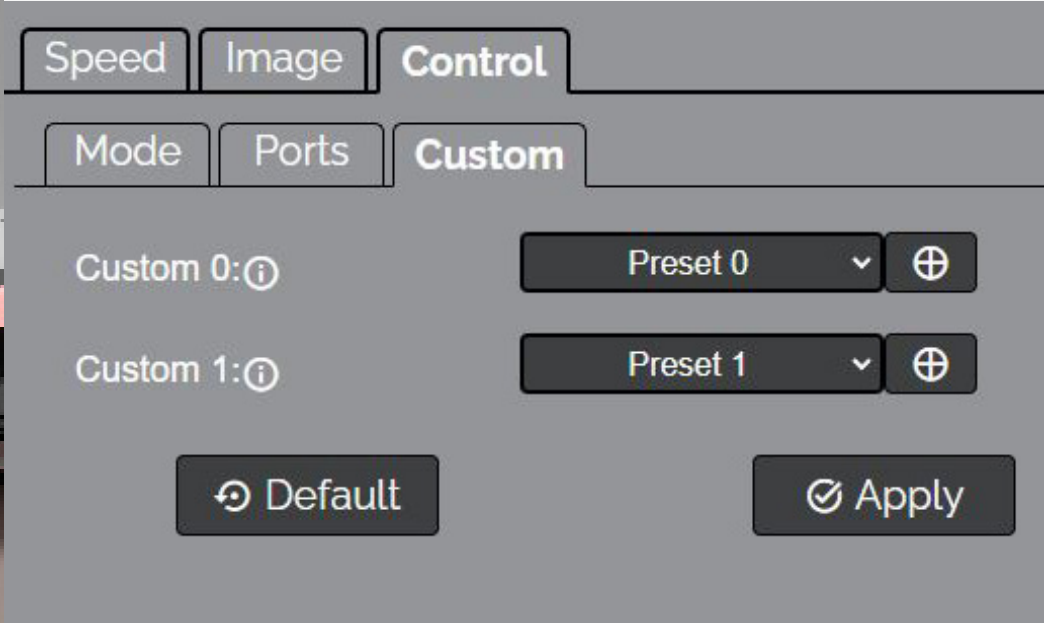 Speed Image Control
Mode Ports Custom
Custom 0: Preset 0
Custom 1: Preset 1
Default Apply